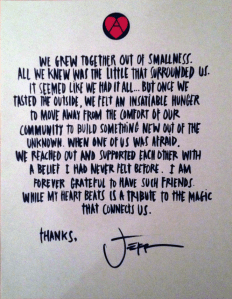 A
WE GREW TOGETHER OUT OF SMALLNESS.
ALL WE KNEW WAS THE LITTLE THAT SURROUNDED US.
IT SEEMED LIKE WE HAD IT ALL... BUT ONCE WE
TASTED THE OUTSIDE, WE FELT AN INSATIABLE HUNGER
TO MOVE AWAY FROM THE COMFORT OF OUR
COMMUNITY TO BUILD SOMETHING NEW OUT OF THE
UNKNOWN. WHEN ONE OF US WAS AFRAID,
WE REACHED OUT AND SUPPORTED EACH OTHER WITH
A BELIEF I HAD NEVER FELT BEFORE. I AM
FOREVER GRATEFUL TO HAVE SUCH FRIENDS.
WHILE MY HEART BEATS IS A TRIBUTE TO THE MAGIC
THAT CONNECTS US.
THANKS,
JEFF